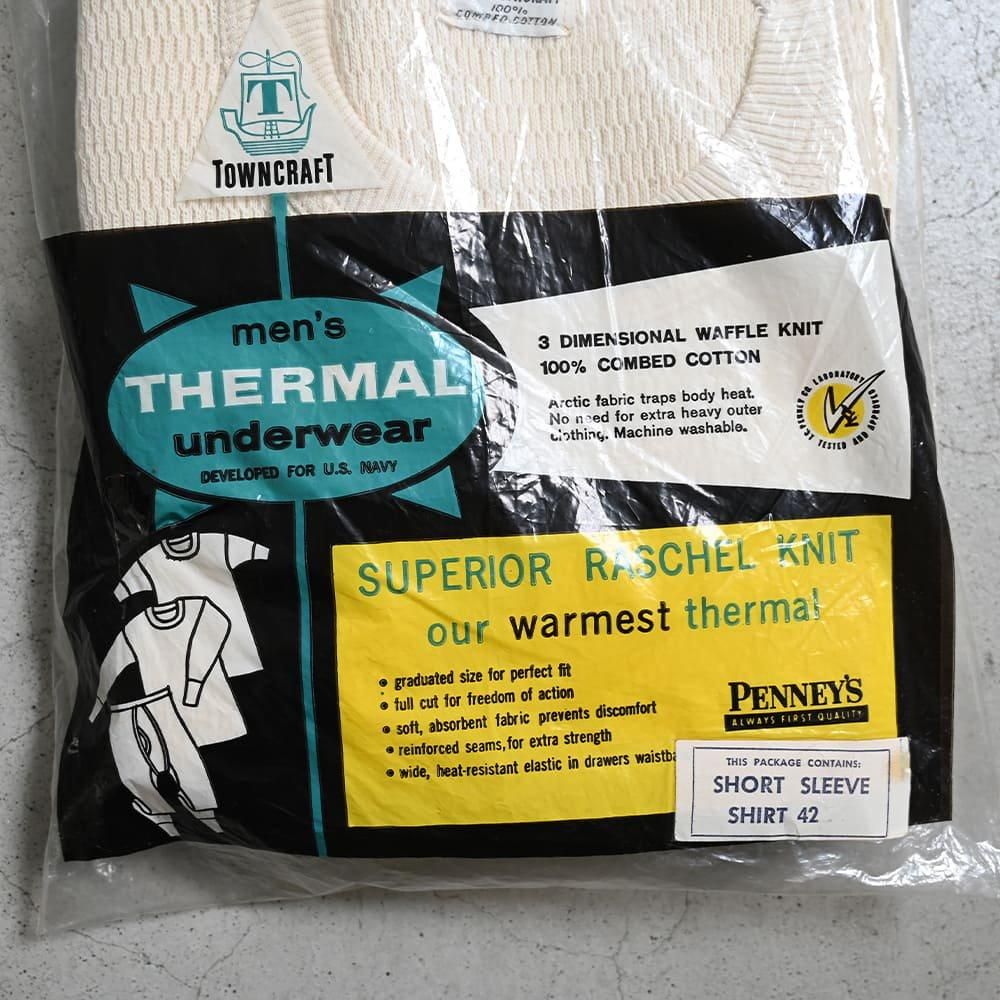 100%
COMBED COTTON
T
TOWNCRAFT
men's
THERMAL
underwear
DEVELOPED FOR U.S. NAVY
3 DIMENSIONAL WAFFLE KNIT
100% COMBED COTTON
Arctic fabric traps body heat.
No need for extra heavy outer
clothing. Machine washable.
TESTED AND APPROVED
J.C. PENNEY CO. LABORATORY
SUPERIOR RASCHEL KNIT
our warmest thermal
• graduated size for perfect fit
• full cut for freedom of action
• soft, absorbent fabric prevents discomfort
• reinforced seams, for extra strength
• wide, heat-resistant elastic in drawers waistba
PENNEY'S
ALWAYS FIRST QUALITY
THIS PACKAGE CONTAINS:
SHORT SLEEVE
SHIRT 42